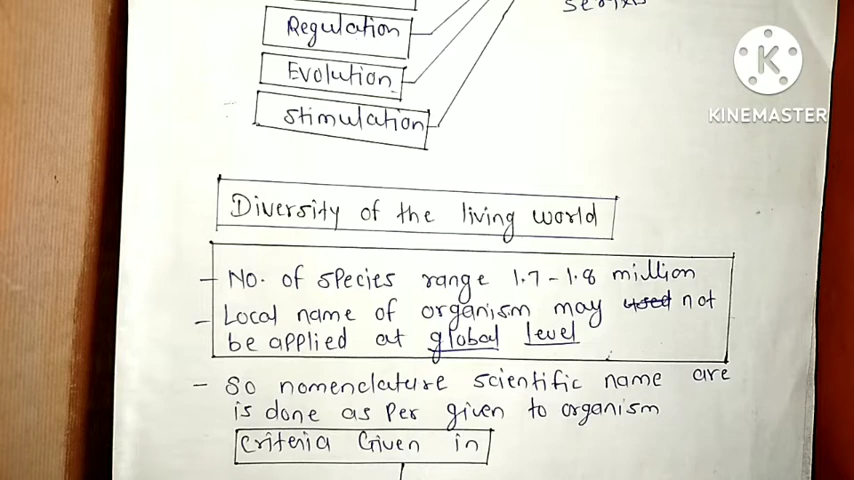 Regulation
Evolution
Stimulation
K
KINEMASTER
Diversity of the living world
- No. of species range 1.7 - 1.8 million
- Local name of organism may used not
be applied at global level
- So nomenclature scientific name are
is done as per given to organism
Criteria Given in